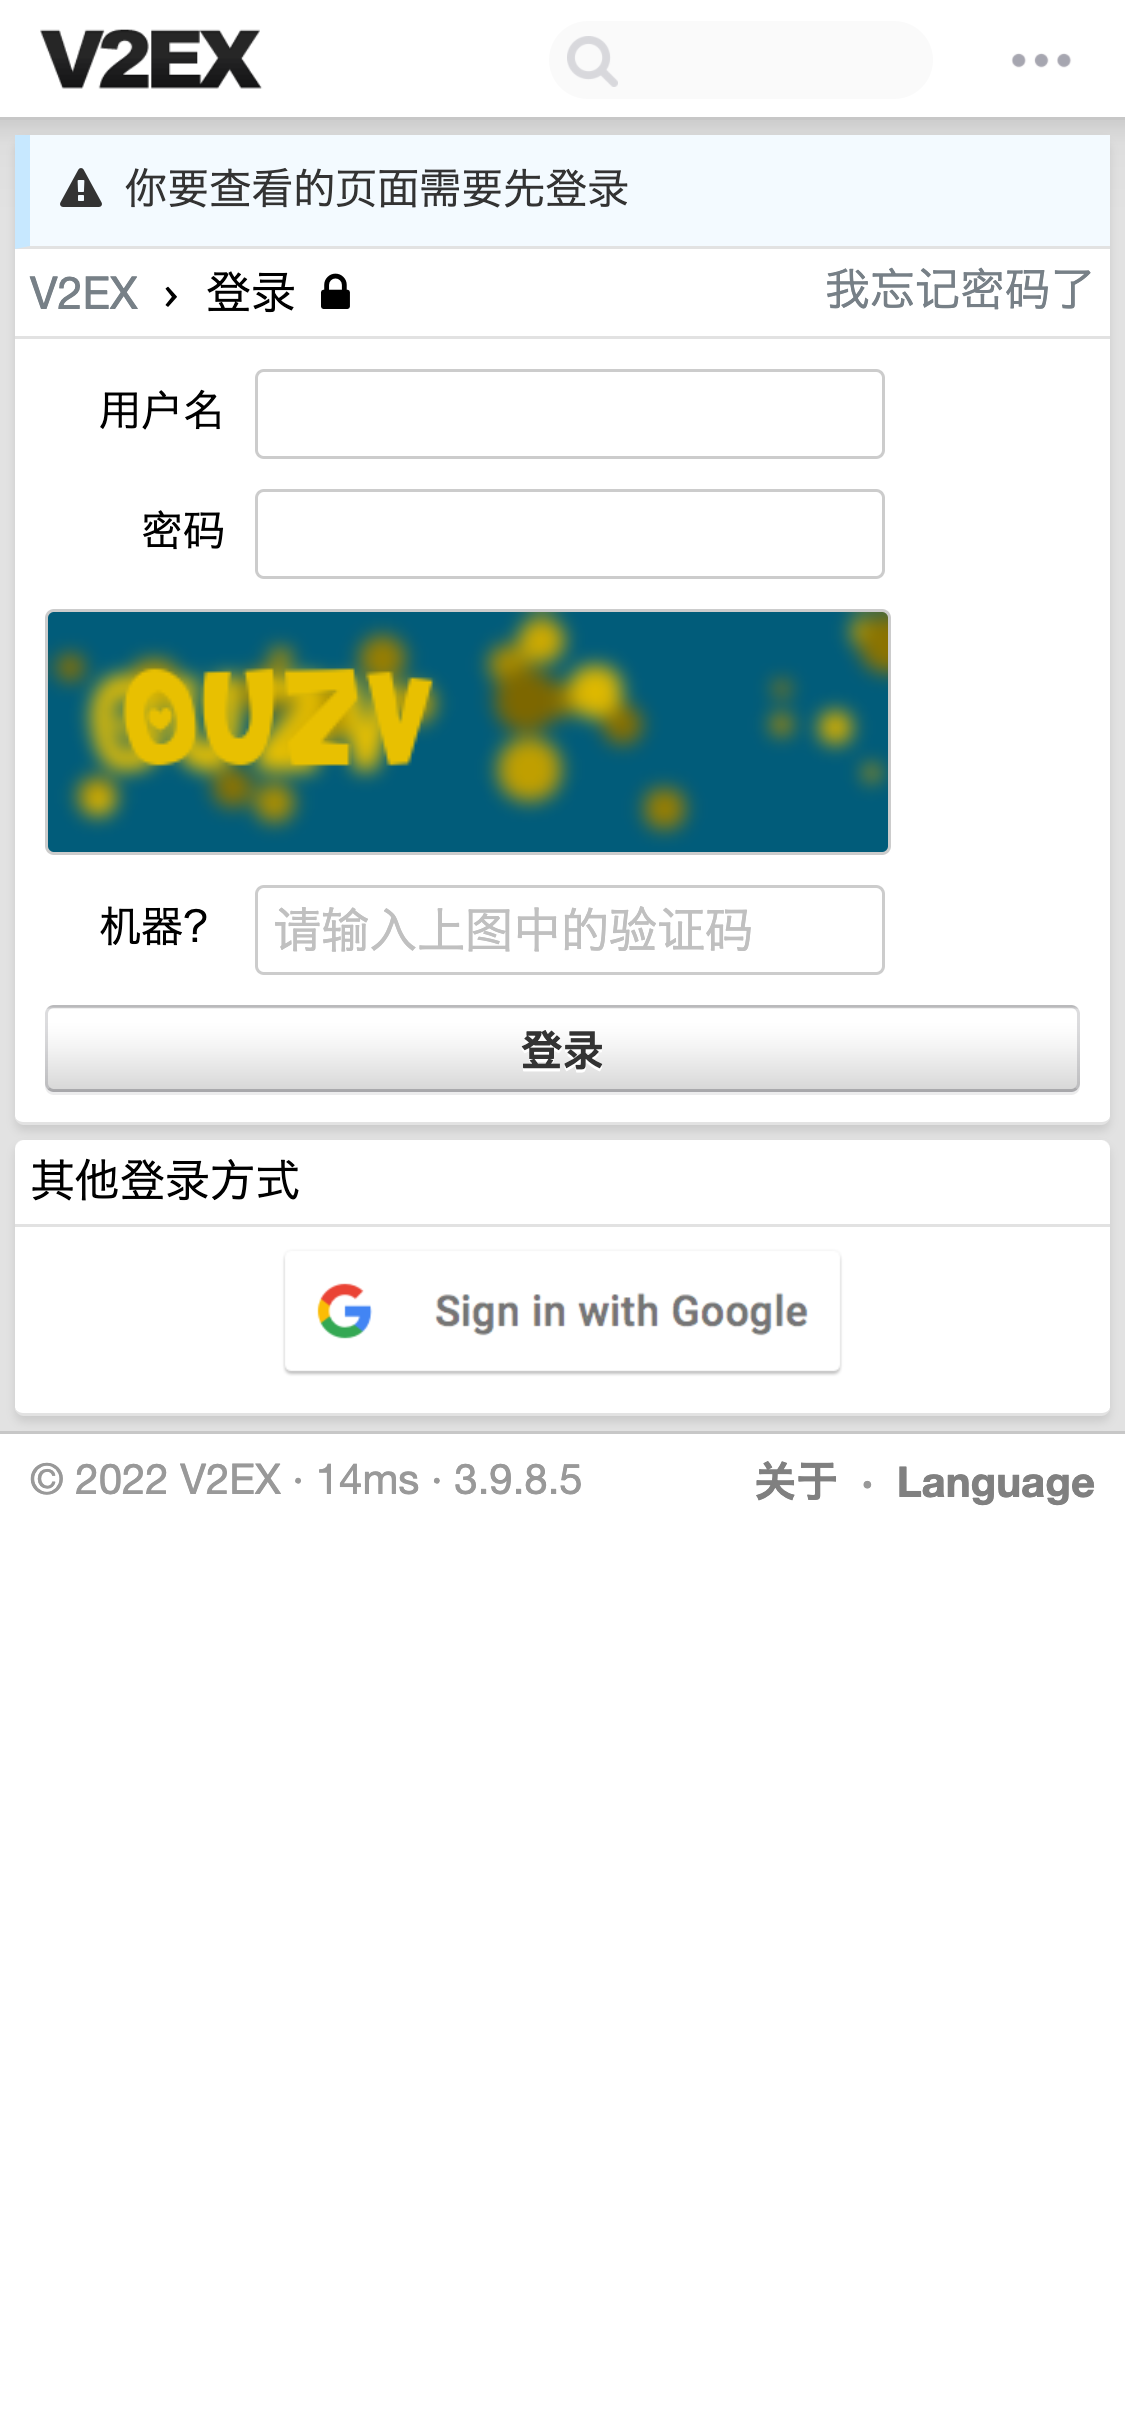 V2EX
你要查看的页面需要先登录
V2EX › 登录
我忘记密码了
用户名
密码
OUZV
机器?
请输入上图中的验证码
登录
其他登录方式
Sign in with Google
© 2022 V2EX · 14ms · 3.9.8.5
关于 · Language